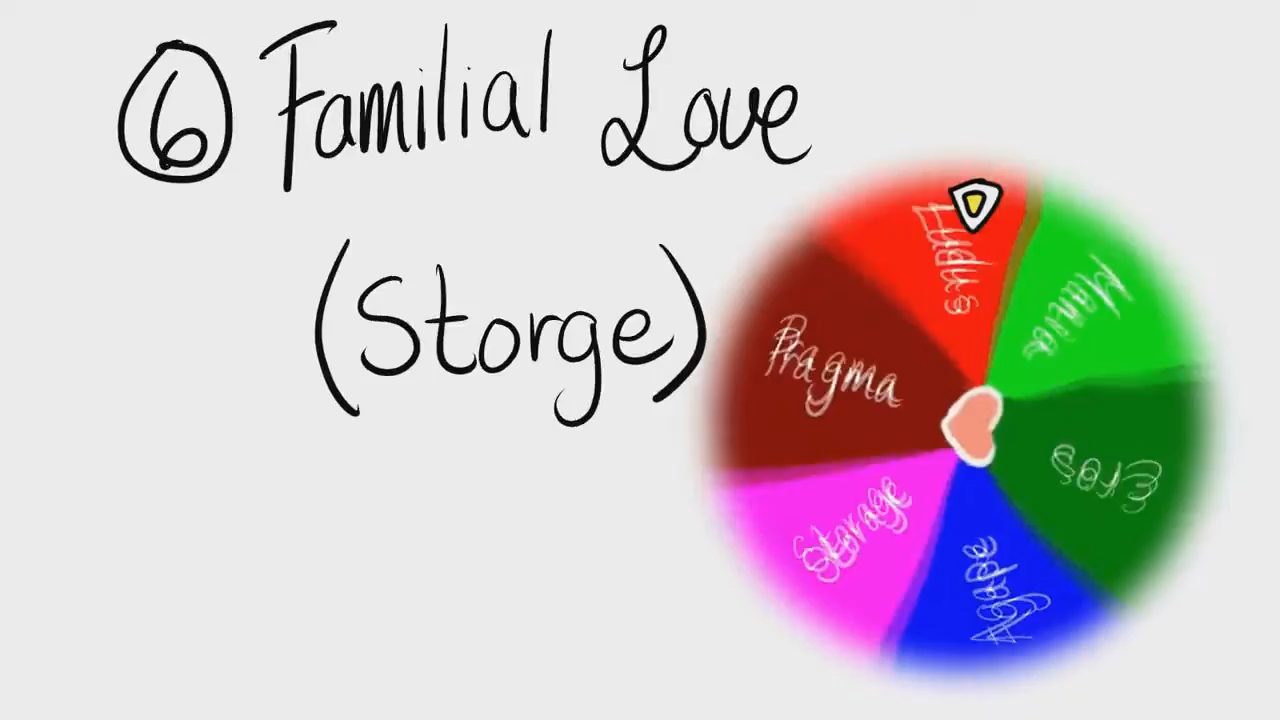 6 Familial Love
(Storge)
Ludus
Mania
Pragma
Eros
Storage
Agape